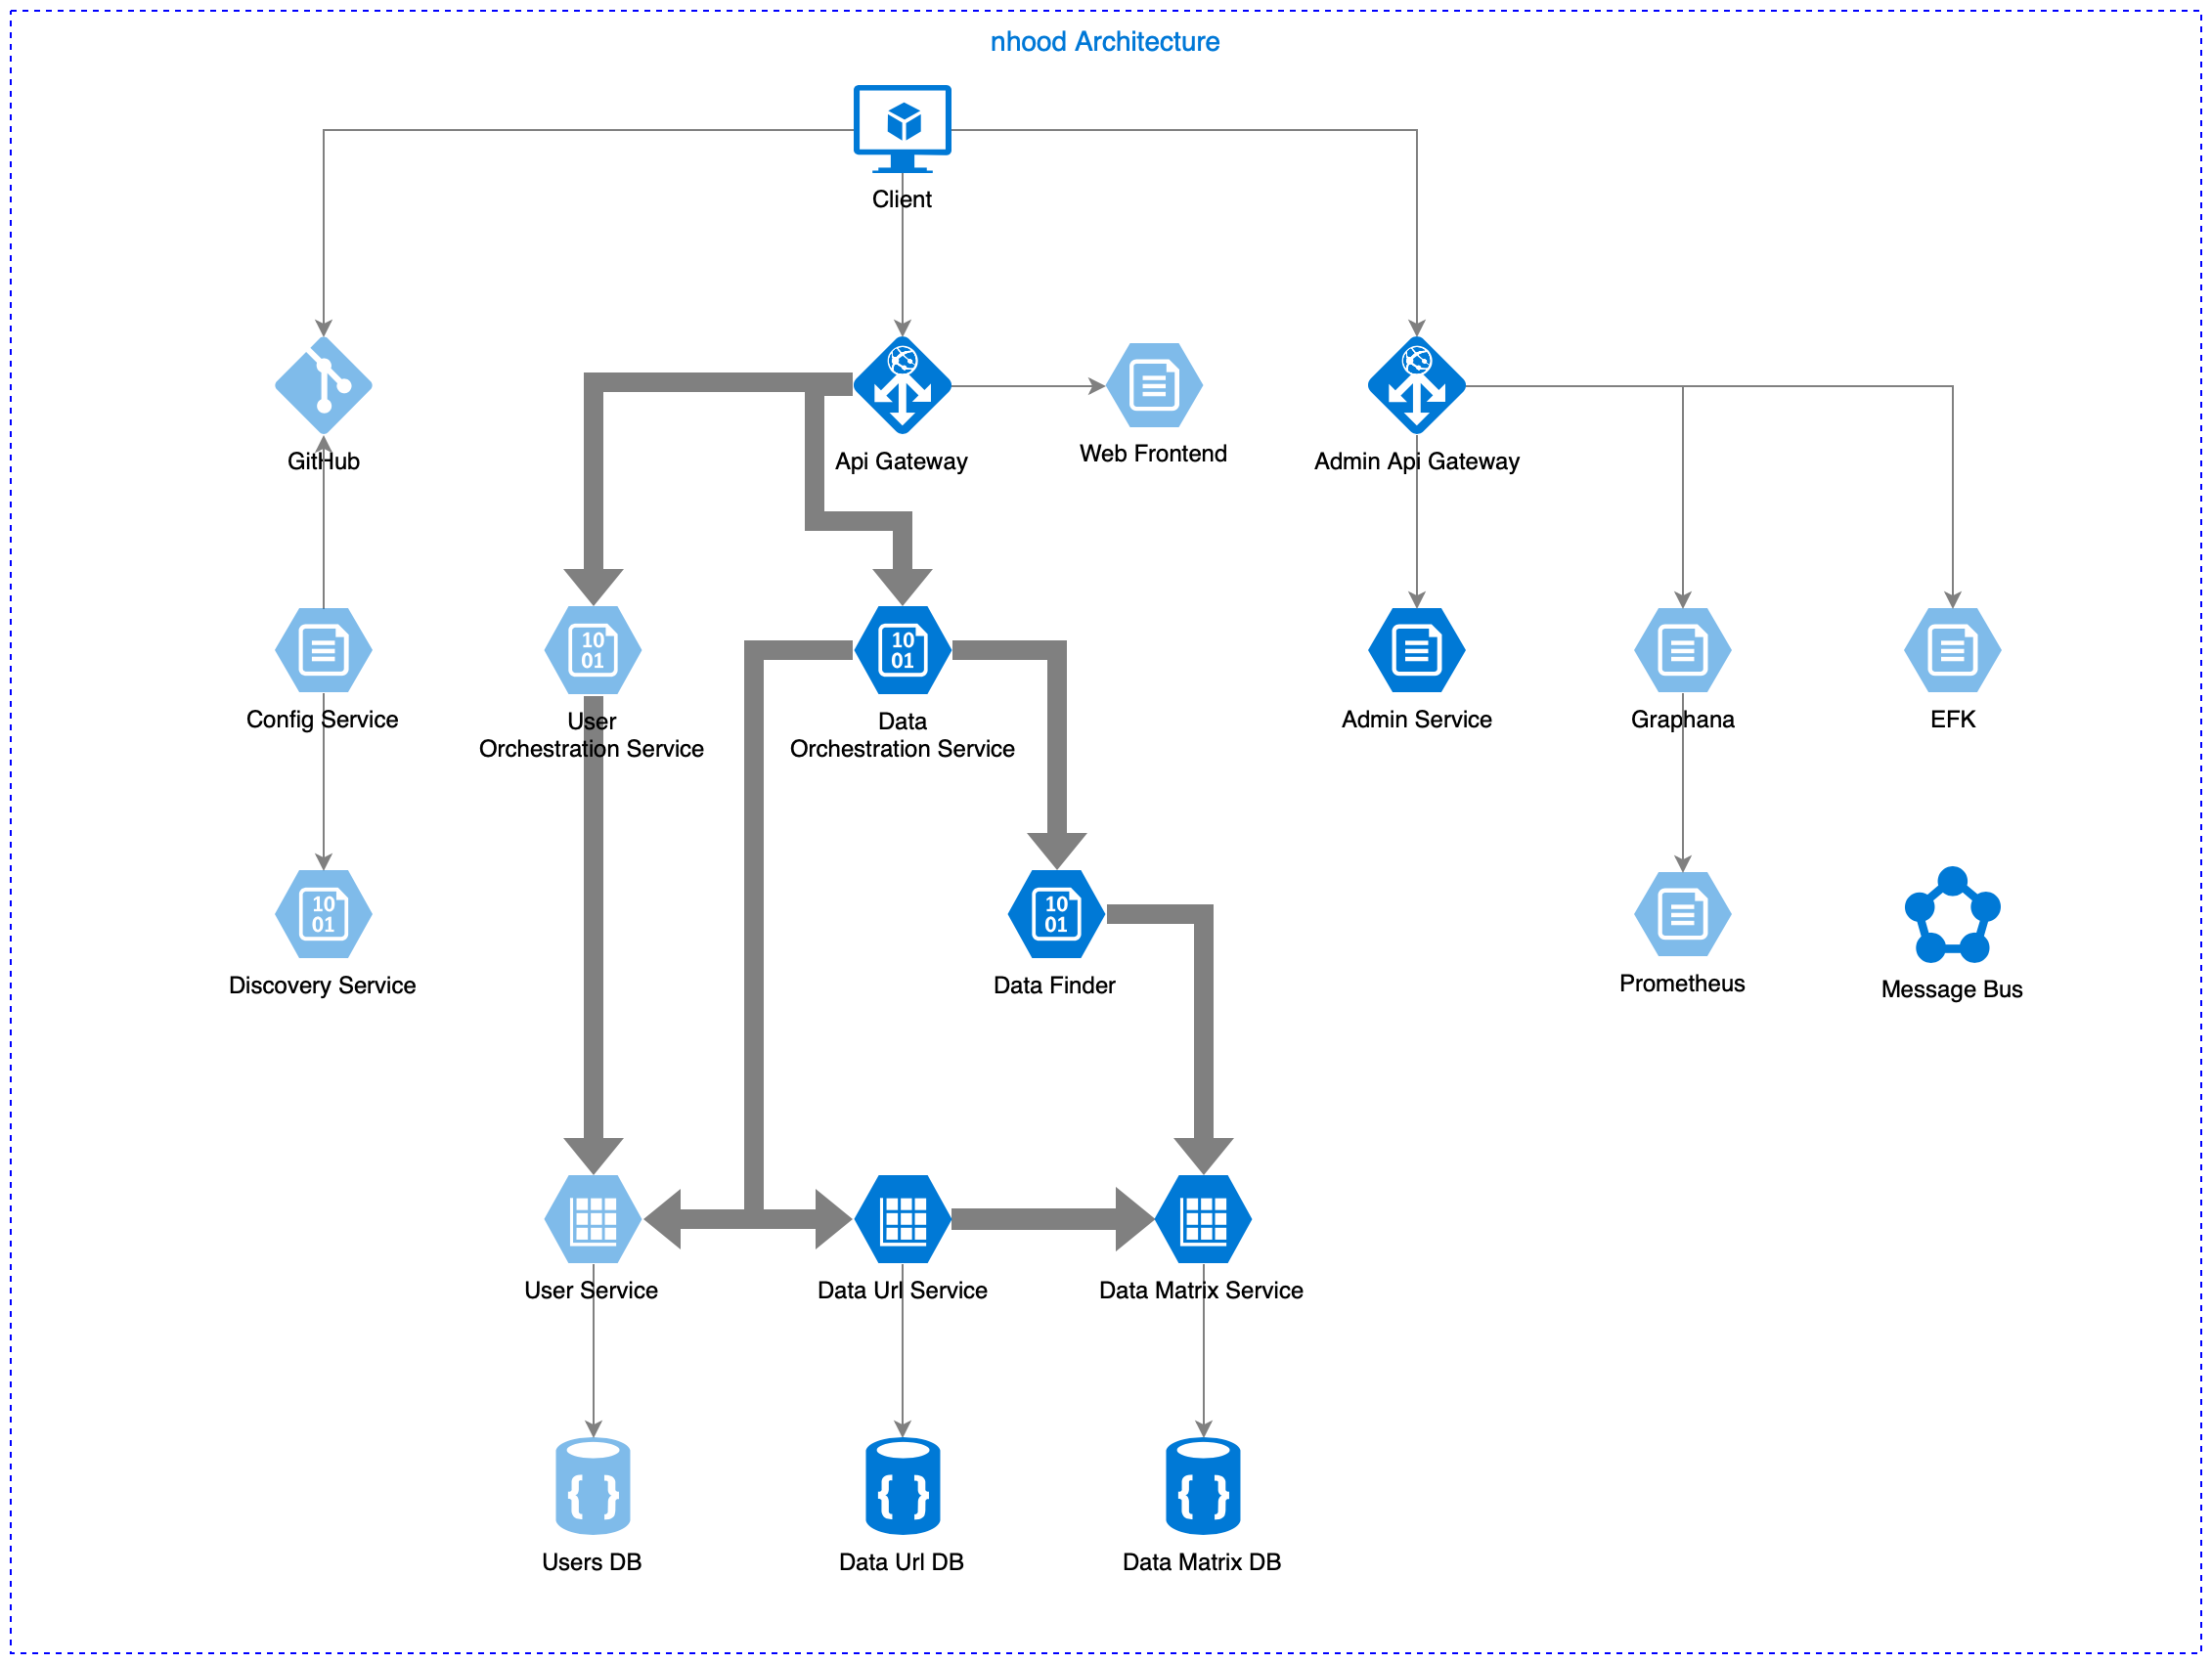 nhood Architecture
Client
GitHub
Api Gateway
Web Frontend
Admin Api Gateway
10
01
10
01
Config Service
User
Orchestration Service
Data
Orchestration Service
Admin Service
Graphana
EFK
10
01
10
01
Discovery Service
Data Finder
Prometheus
Message Bus
User Service
Data Url Service
Data Matrix Service
{ }
{ }
{ }
Users DB
Data Url DB
Data Matrix DB